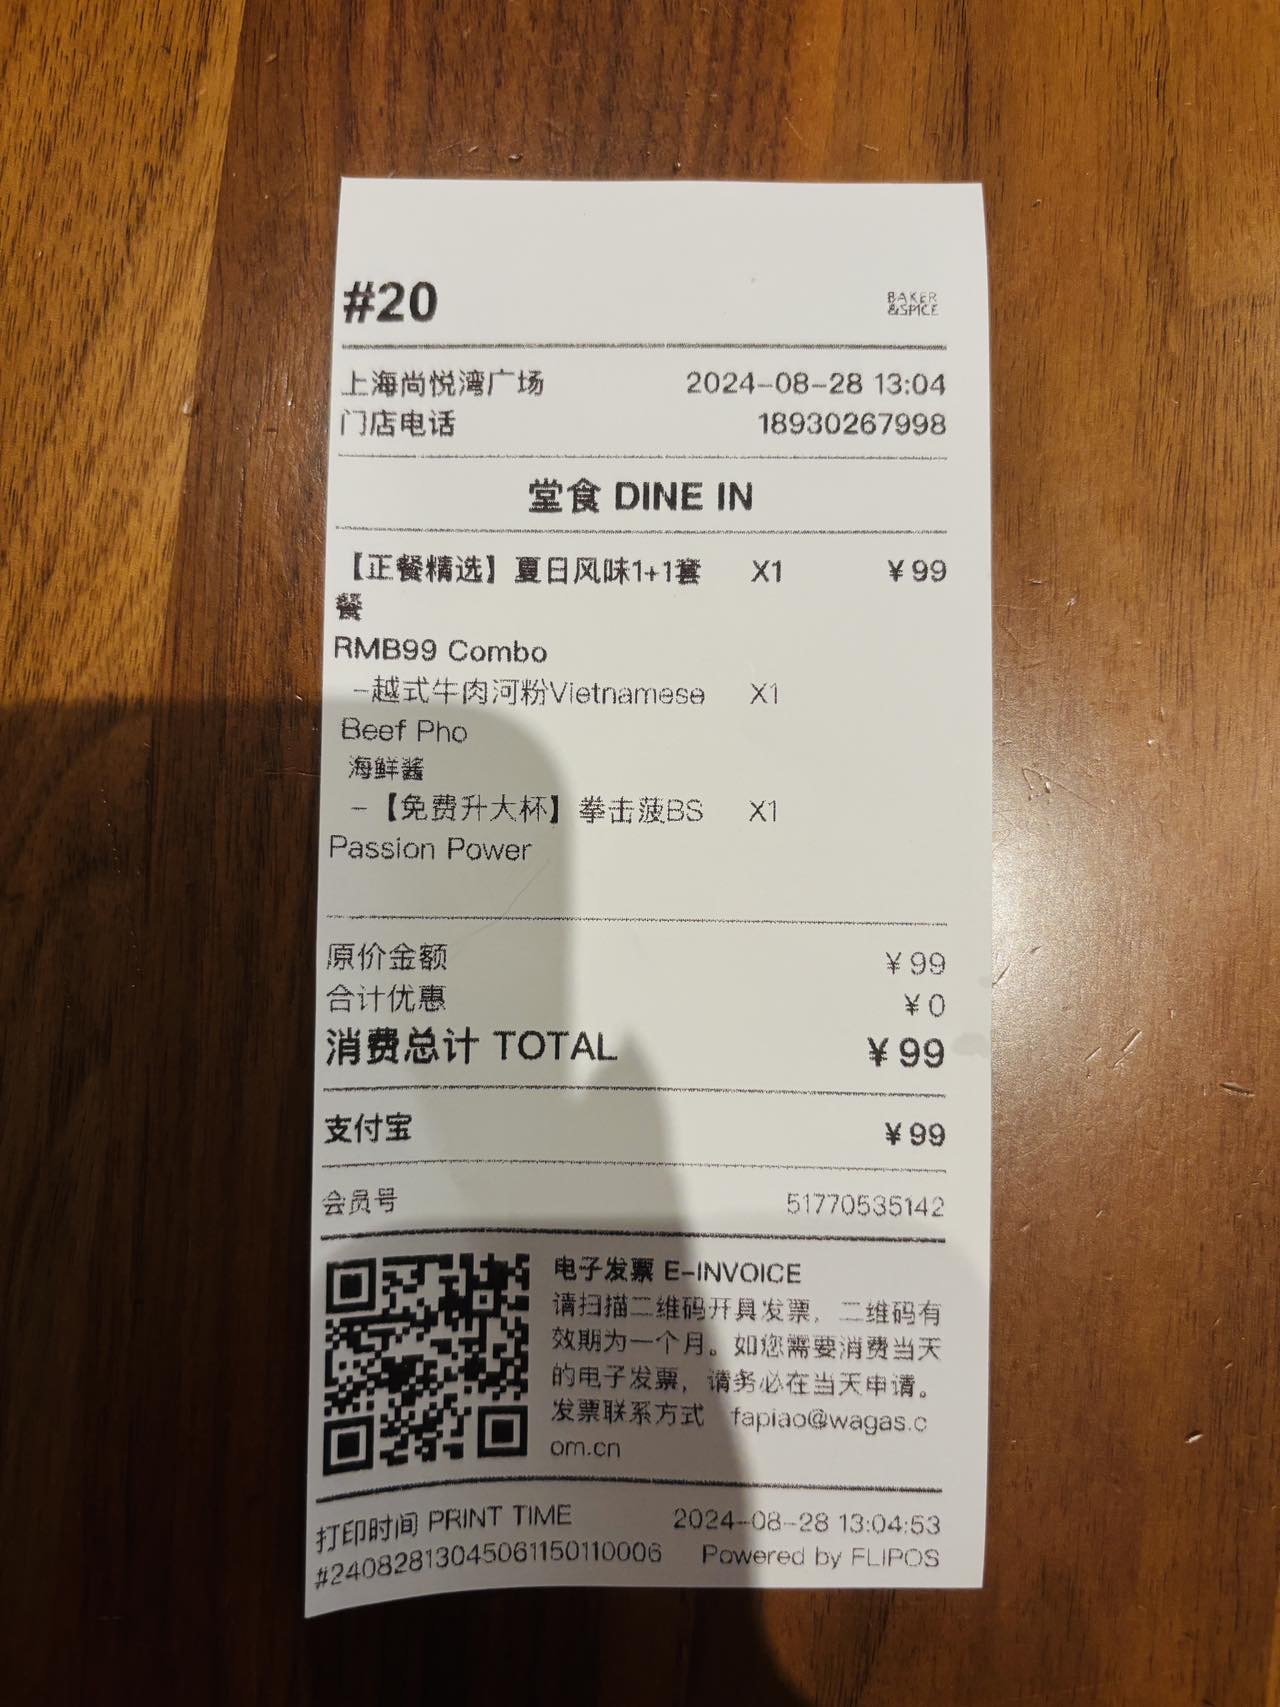 #20
BAKER
&SPICE
上海尚悦湾广场 2024-08-28 13:04
门店电话 18930267998
堂食 DINE IN
【正餐精选】夏日风味1+1套 X1 ¥99
餐
RMB99 Combo
-越式牛肉河粉Vietnamese X1
Beef Pho
海鲜酱
-【免费升大杯】拳击菠BS X1
Passion Power
原价金额 ¥99
合计优惠 ¥0
消费总计 TOTAL ¥99
支付宝 ¥99
会员号 51770535142
电子发票 E-INVOICE
请扫描二维码开具发票，二维码有
效期为一个月。如您需要消费当天
的电子发票，请务必在当天申请。
发票联系方式 fapiao@wagas.c
om.cn
打印时间 PRINT TIME 2024-08-28 13:04:53
#24082813045061150110006 Powered by FLIPOS